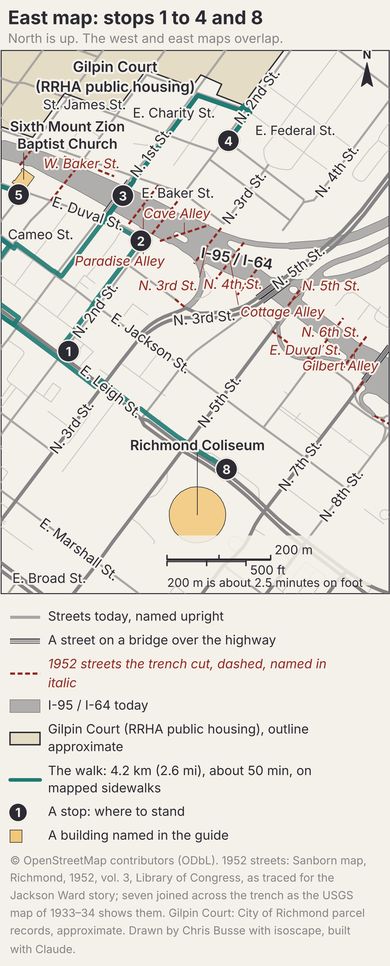 East map: stops 1 to 4 and 8
North is up. The west and east maps overlap.
N
Gilpin Court
(RRHA public housing)
N. 2nd St.
St. James St.
E. Charity St.
Sixth Mount Zion
Baptist Church
4
E. Federal St.
N. 1st St.
W. Baker St.
N. 4th St.
5
3
E. Baker St.
N. 3rd St.
E. Duval St.
Cave Alley
Cameo St.
2
I-95 / I-64
Paradise Alley
N. 5th St.
N. 3rd St.
N. 4th St.
N. 5th St.
Cottage Alley
N. 2nd St.
N. 3rd St.
N. 6th St.
E. Jackson St.
E. Duval St.
1
Gilbert Alley
E. Leigh St.
N. 5th St.
N. 3rd St.
Richmond Coliseum
8
N. 7th St.
N. 8th St.
E. Marshall St.
200 m
500 ft
E. Broad St.
200 m is about 2.5 minutes on foot
Streets today, named upright
A street on a bridge over the highway
1952 streets the trench cut, dashed, named in
italic
I-95 / I-64 today
Gilpin Court (RRHA public housing), outline
approximate
The walk: 4.2 km (2.6 mi), about 50 min, on
mapped sidewalks
1 A stop: where to stand
A building named in the guide
© OpenStreetMap contributors (ODbL). 1952 streets: Sanborn map,
Richmond, 1952, vol. 3, Library of Congress, as traced for the
Jackson Ward story; seven joined across the trench as the USGS
map of 1933–34 shows them. Gilpin Court: City of Richmond parcel
records, approximate. Drawn by Chris Busse with isoscape, built
with Claude.